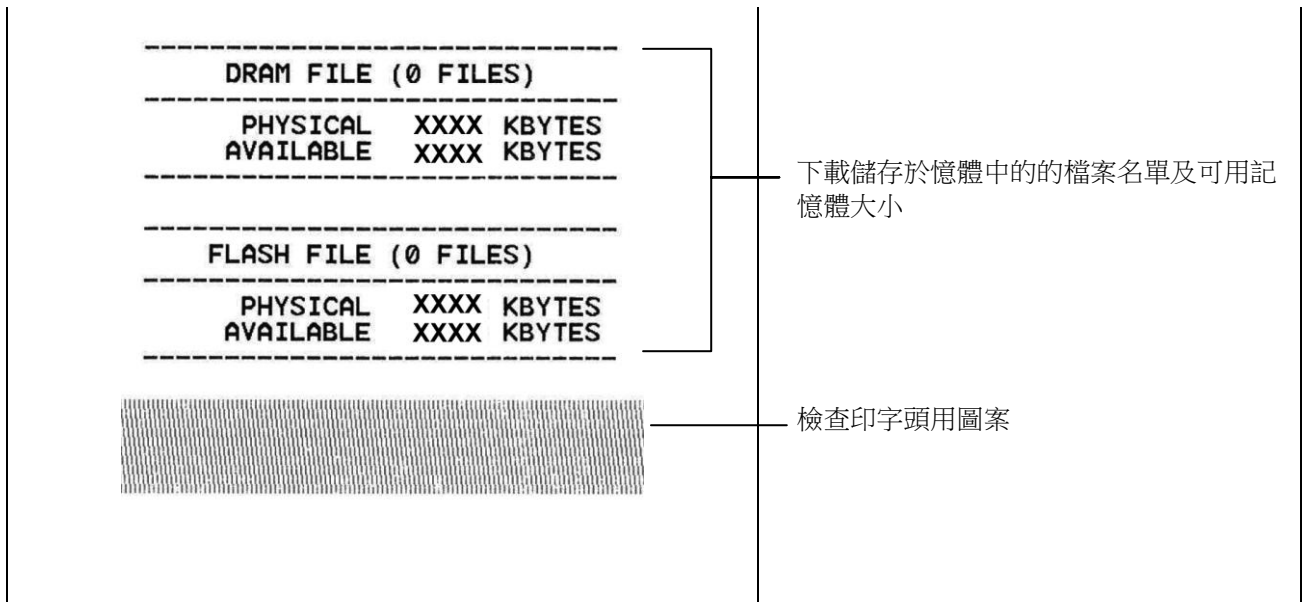 DRAM FILE (0 FILES)
PHYSICAL XXXX KBYTES
AVAILABLE XXXX KBYTES
FLASH FILE (0 FILES)
PHYSICAL XXXX KBYTES
AVAILABLE XXXX KBYTES
下載儲存於憶體中的的檔案名單及可用記
憶體大小
檢查印字頭用圖案